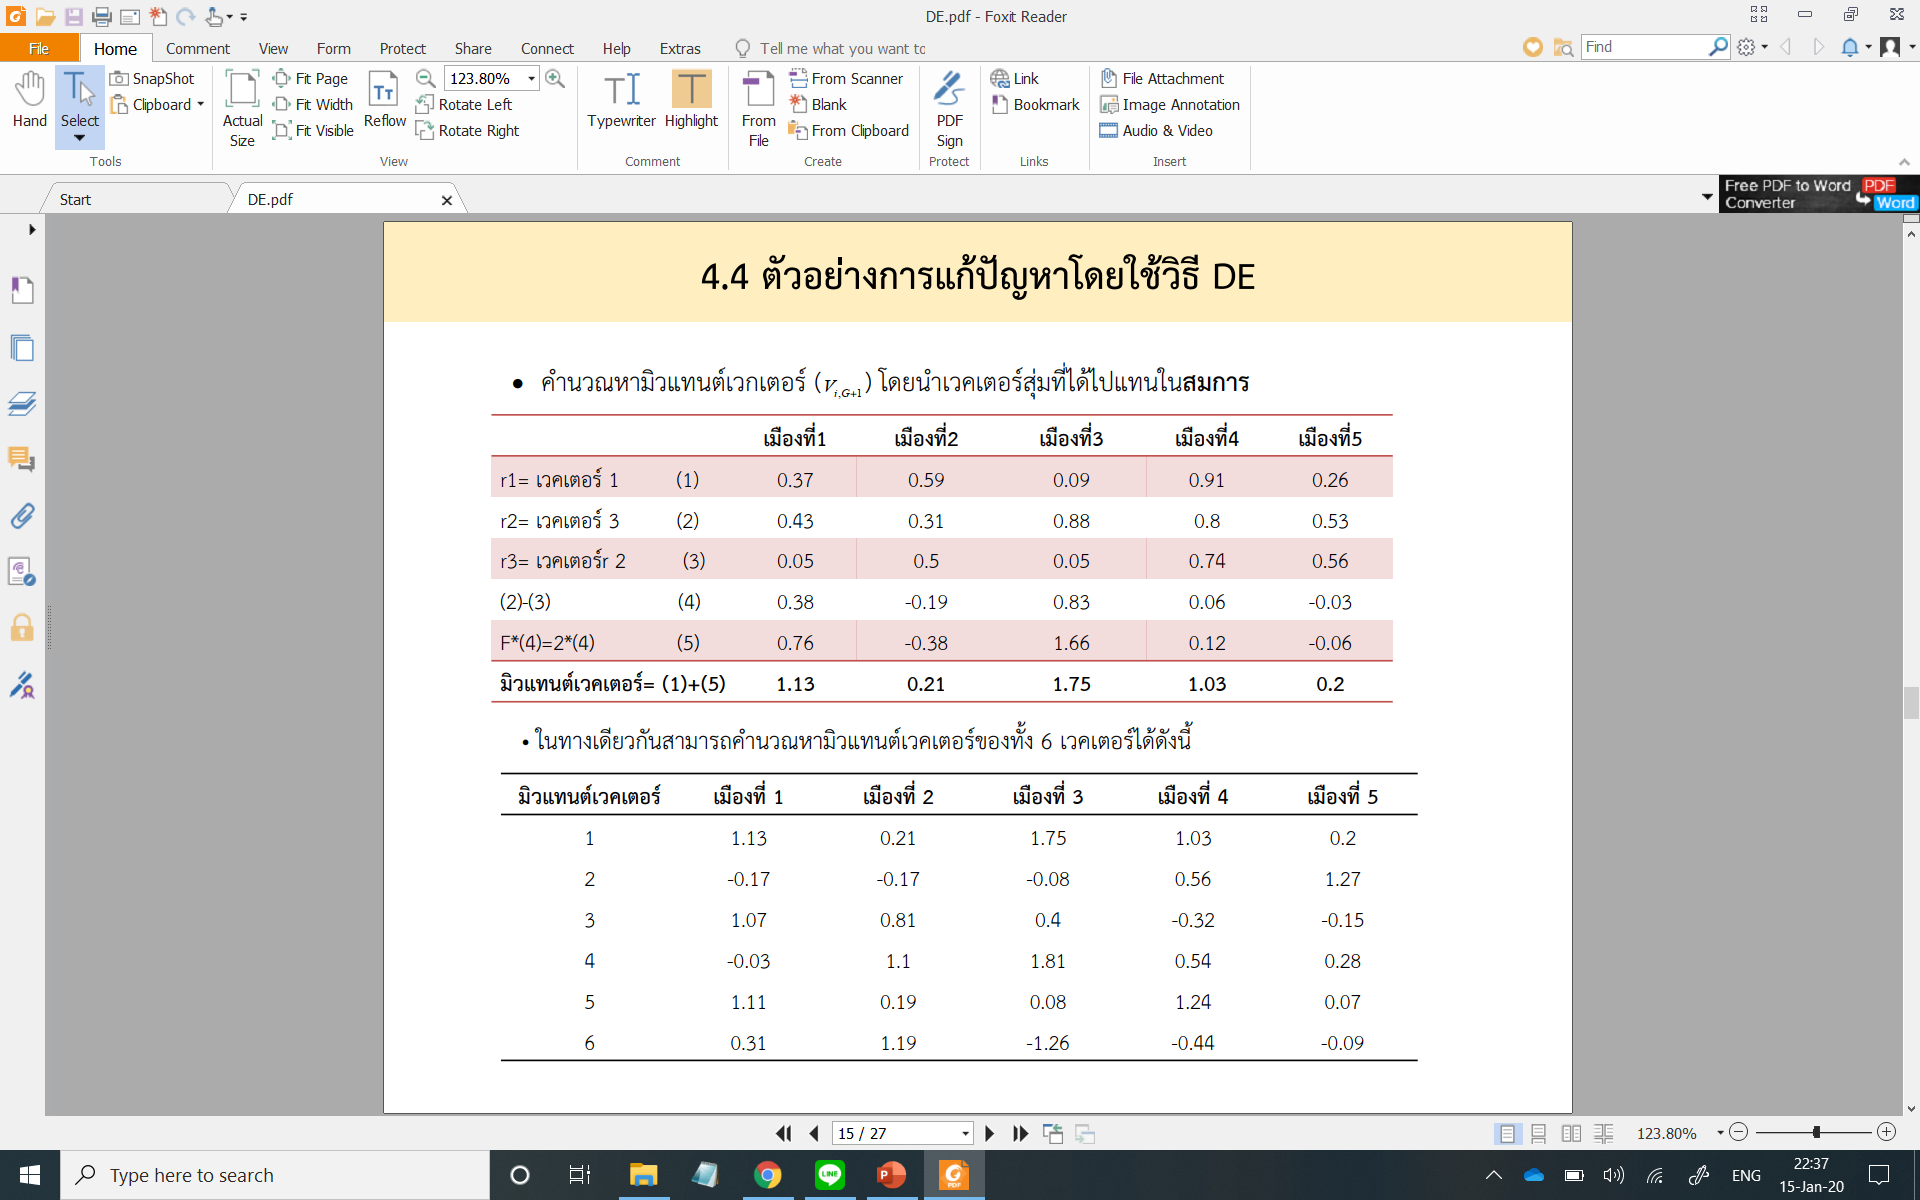 DE.pdf - Foxit Reader
File Home Comment View Form Protect Share Connect Help Extras Tell me what you want to Find
Hand Select SnapShot Clipboard Tools
Actual Size Fit Page Fit Width Fit Visible Reflow 123.80% Rotate Left Rotate Right View
Typewriter Highlight Comment
From File From Scanner Blank From Clipboard Create
PDF Sign Protect
Link Bookmark Links
File Attachment Image Annotation Audio & Video Insert
Start DE.pdf
Free PDF to Word Converter PDF Word
4.4 ตัวอย่างการแก้ปัญหาโดยใช้วิธี DE
• คำนวณหามิวแทนต์เวกเตอร์ (V i,G+1) โดยนำเวคเตอร์สุ่มที่ได้ไปแทนในสมการ
เมืองที่1 เมืองที่2 เมืองที่3 เมืองที่4 เมืองที่5
r1= เวคเตอร์ 1 (1) 0.37 0.59 0.09 0.91 0.26
r2= เวคเตอร์ 3 (2) 0.43 0.31 0.88 0.8 0.53
r3= เวคเตอร์r 2 (3) 0.05 0.5 0.05 0.74 0.56
(2)-(3) (4) 0.38 -0.19 0.83 0.06 -0.03
F*(4)=2*(4) (5) 0.76 -0.38 1.66 0.12 -0.06
มิวแทนต์เวคเตอร์= (1)+(5) 1.13 0.21 1.75 1.03 0.2
• ในทางเดียวกันสามารถคำนวณหามิวแทนต์เวคเตอร์ของทั้ง 6 เวคเตอร์ได้ดังนี้
มิวแทนต์เวคเตอร์ เมืองที่ 1 เมืองที่ 2 เมืองที่ 3 เมืองที่ 4 เมืองที่ 5
1 1.13 0.21 1.75 1.03 0.2
2 -0.17 -0.17 -0.08 0.56 1.27
3 1.07 0.81 0.4 -0.32 -0.15
4 -0.03 1.1 1.81 0.54 0.28
5 1.11 0.19 0.08 1.24 0.07
6 0.31 1.19 -1.26 -0.44 -0.09
15 / 27 123.80%
Type here to search LINE P PDF ENG 22:37
15-Jan-20